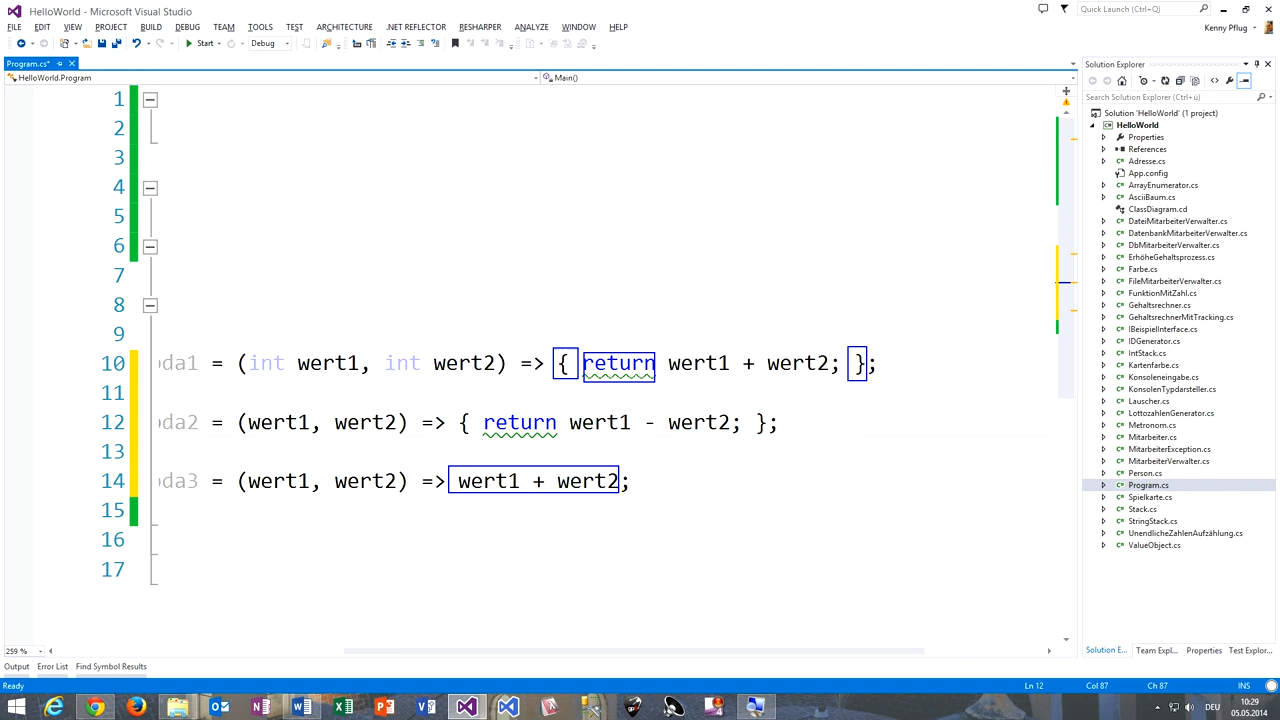 HelloWorld - Microsoft Visual Studio
Quick Launch (Ctrl+Q)
FILE EDIT VIEW PROJECT BUILD DEBUG TEAM TOOLS TEST ARCHITECTURE .NET REFLECTOR RESHARPER ANALYZE WINDOW HELP
Kenny Pflug
Start Debug
Program.cs*
HelloWorld.Program
Main()
1
2
3
4
5
6
7
8
9
10 da1 = (int wert1, int wert2) => { return wert1 + wert2; };
11
12 da2 = (wert1, wert2) => { return wert1 - wert2; };
13
14 da3 = (wert1, wert2) => wert1 + wert2;
15
16
17
259 %
Solution Explorer
Search Solution Explorer (Ctrl+ü)
Solution 'HelloWorld' (1 project)
HelloWorld
Properties
References
Adresse.cs
App.config
ArrayEnumerator.cs
AsciiBaum.cs
ClassDiagram.cd
DateiMitarbeiterVerwalter.cs
DatenbankMitarbeiterVerwalter.cs
DbMitarbeiterVerwalter.cs
ErhöheGehaltsprozess.cs
Farbe.cs
FileMitarbeiterVerwalter.cs
FunktionMitZahl.cs
Gehaltsrechner.cs
GehaltsrechnerMitTracking.cs
IBeispielInterface.cs
IDGenerator.cs
IntStack.cs
Kartenfarbe.cs
Konsoleneingabe.cs
KonsolenTypdarsteller.cs
Lauscher.cs
LottozahlenGenerator.cs
Metronom.cs
Mitarbeiter.cs
MitarbeiterException.cs
MitarbeiterVerwalter.cs
Person.cs
Program.cs
Spielkarte.cs
Stack.cs
StringStack.cs
UnendlicheZahlenAufzählung.cs
ValueObject.cs
Solution E... Team Expl... Properties Test Explor...
Output Error List Find Symbol Results
Ready Ln 12 Col 87 Ch 87 INS
DEU 10:29
05.05.2014